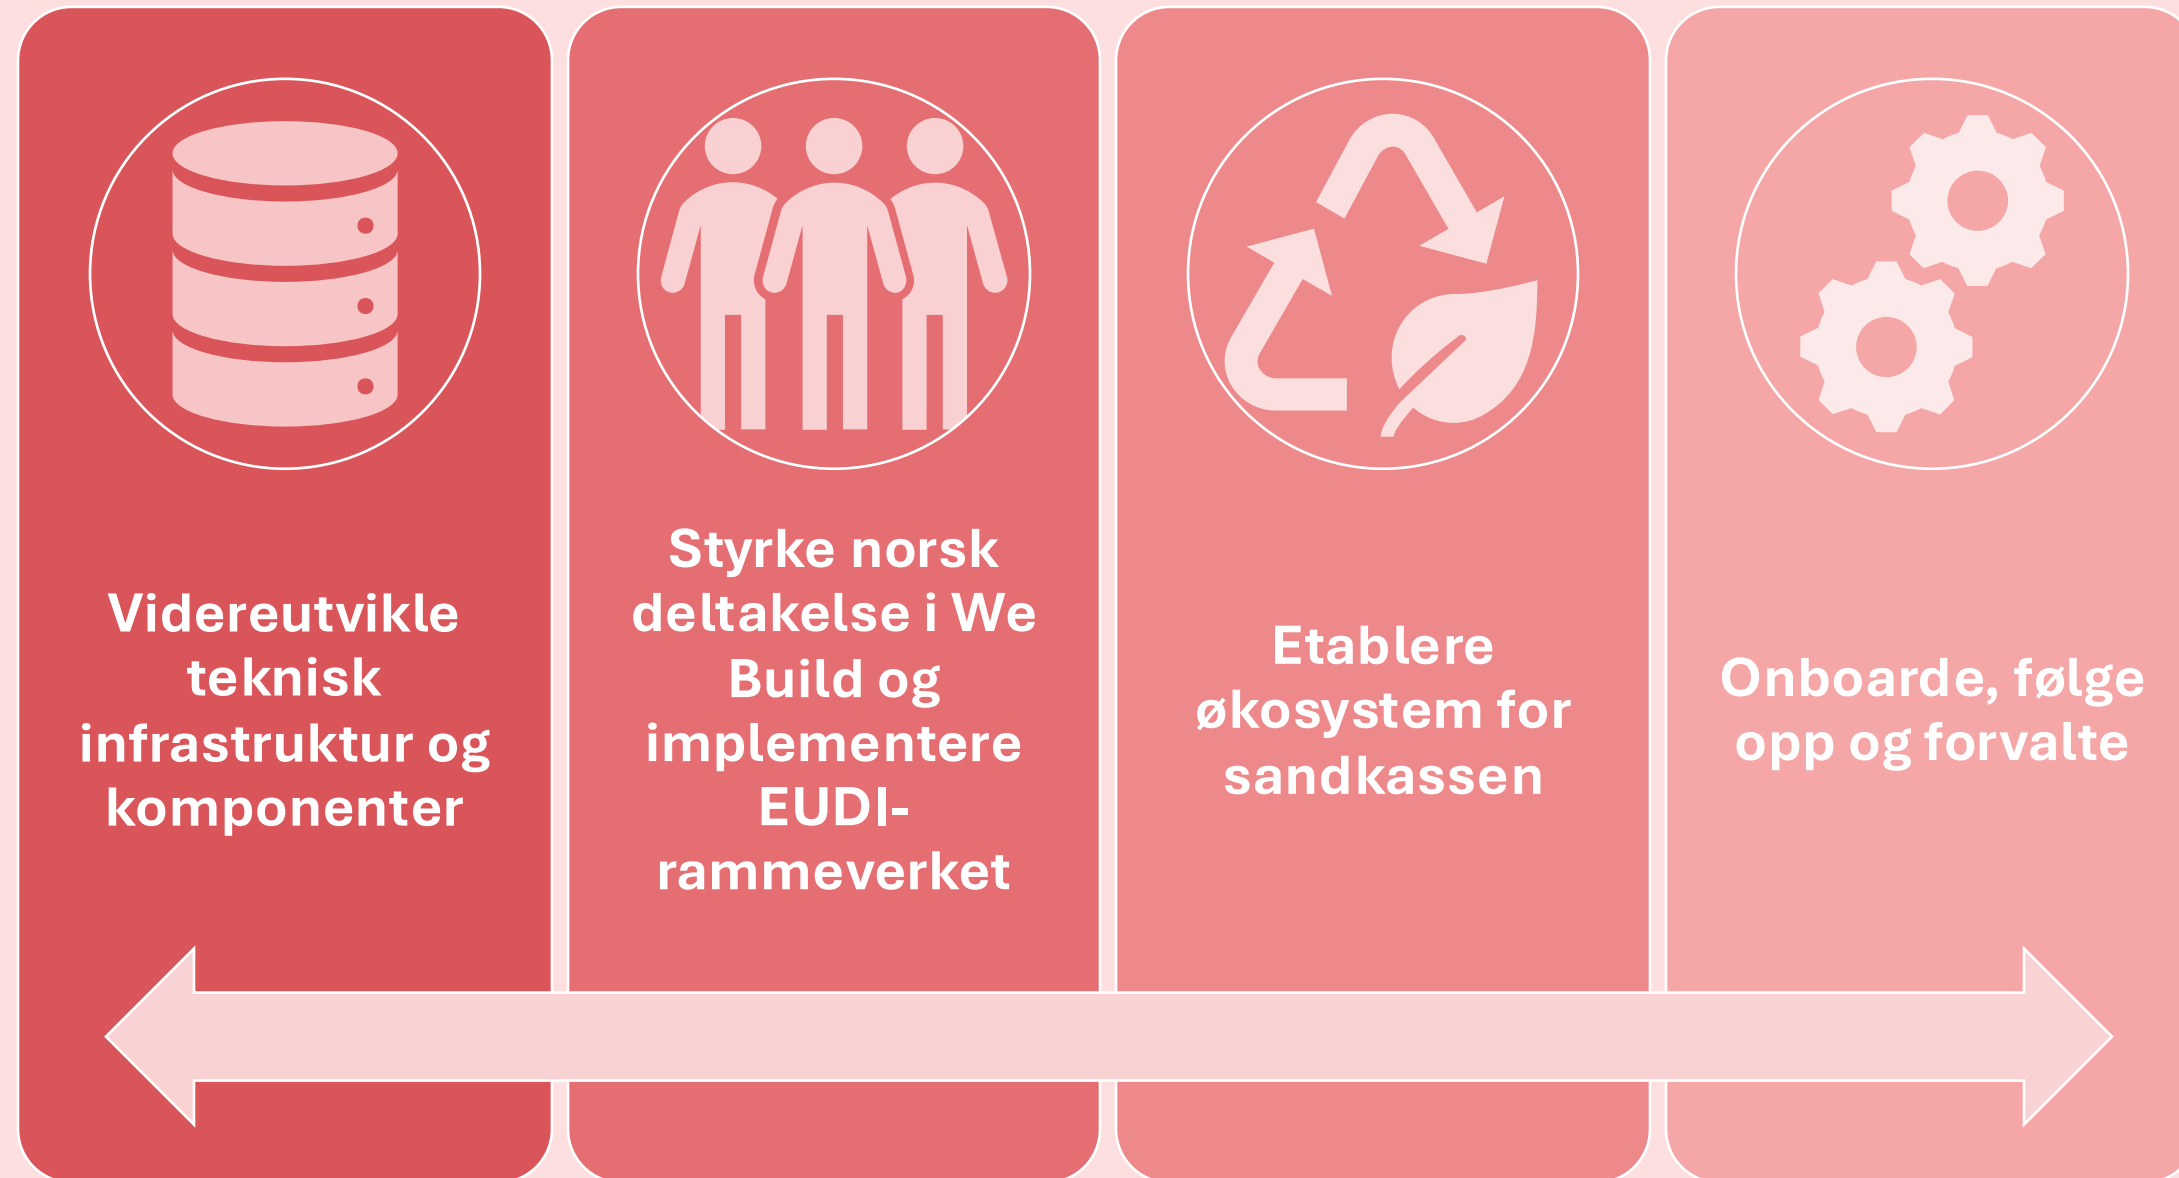 Videreutvikle
teknisk
infrastruktur og
komponenter
Styrke norsk
deltakelse i We
Build og
implementere
EUDI-
rammeverket
Etablere
økosystem for
sandkassen
Onboarde, følge
opp og forvalte